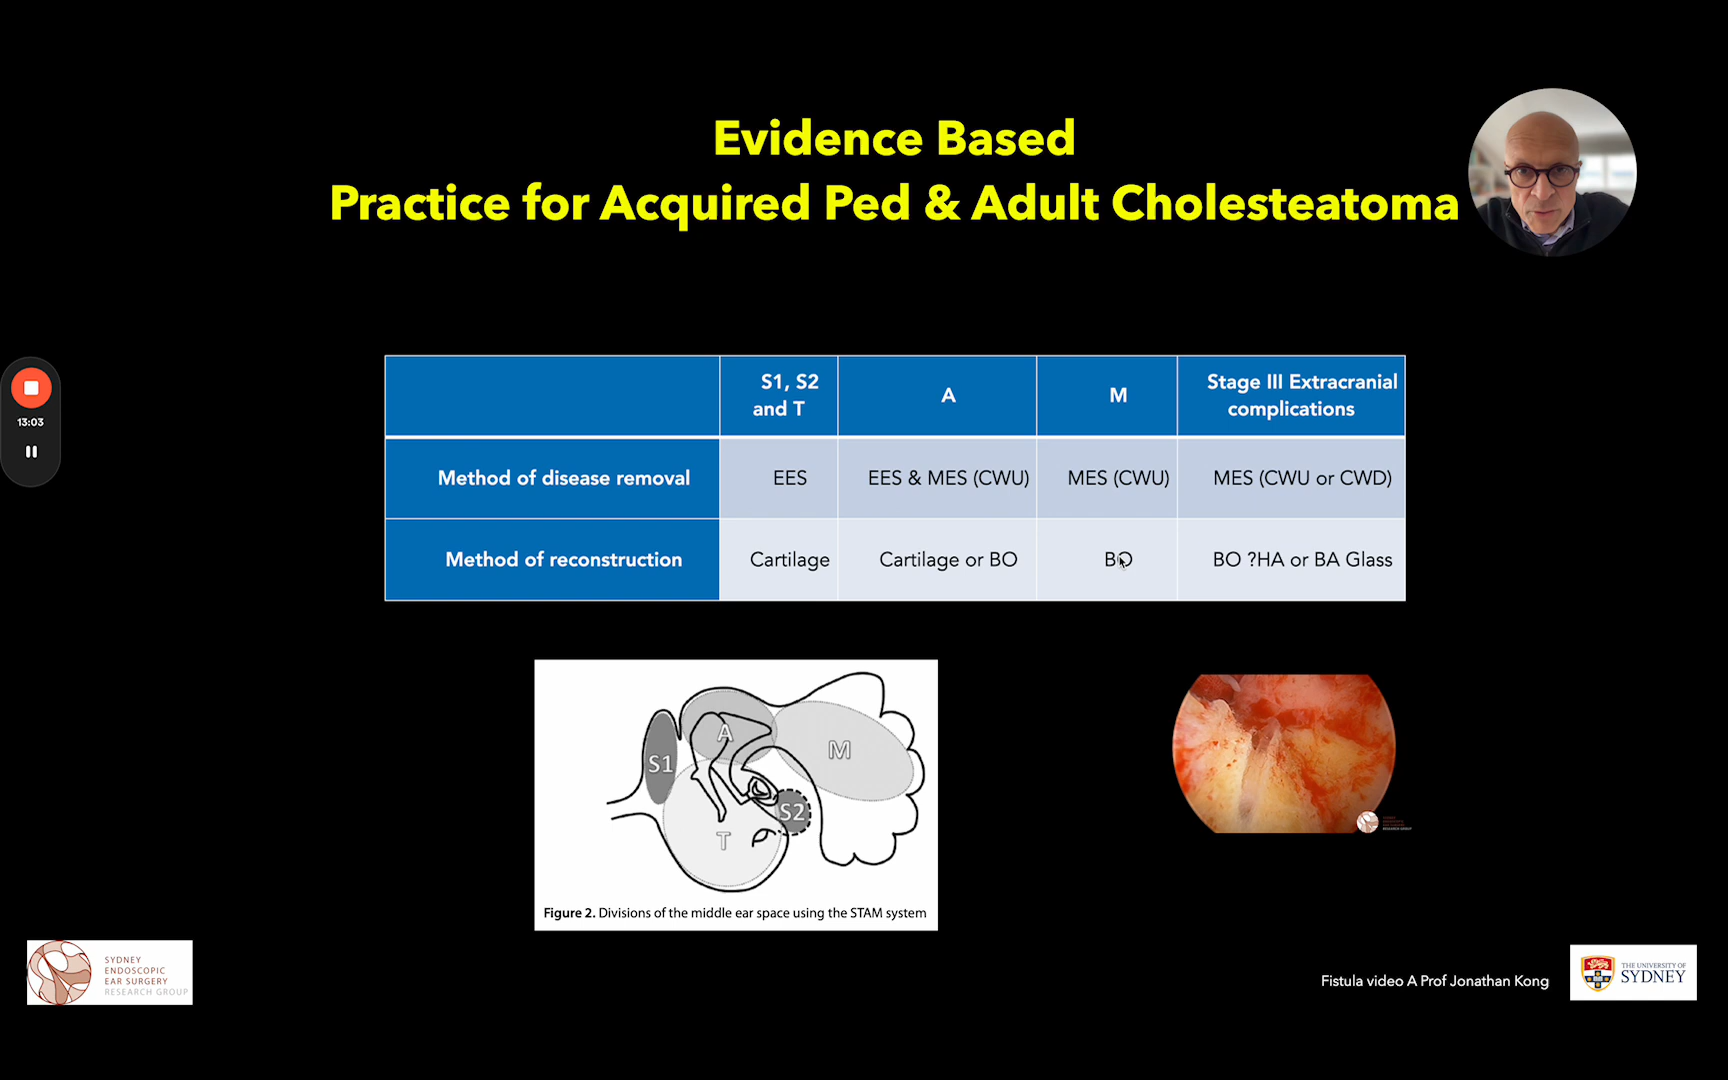 Evidence Based
Practice for Acquired Ped & Adult Cholesteatoma
13:03
S1, S2 and T
A
M
Stage III Extracranial complications
Method of disease removal
EES
EES & MES (CWU)
MES (CWU)
MES (CWU or CWD)
Method of reconstruction
Cartilage
Cartilage or BO
BO
BO ?HA or BA Glass
S1
A
M
S2
T
Figure 2. Divisions of the middle ear space using the STAM system
SYDNEY
ENDOSCOPIC
EAR SURGERY
RESEARCH GROUP
Fistula video A Prof Jonathan Kong
THE UNIVERSITY OF
SYDNEY